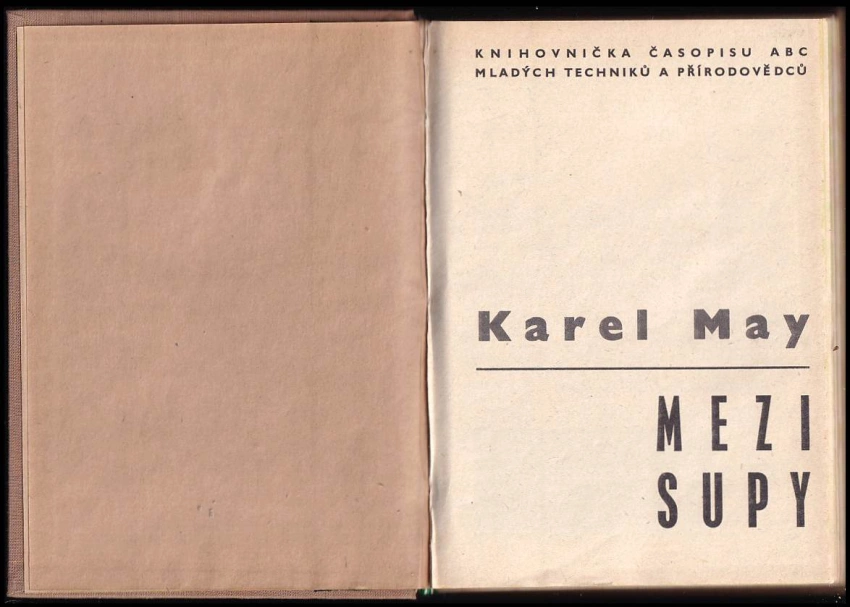 KNIHOVNIČKA ČASOPISU ABC
MLADÝCH TECHNIKŮ A PŘÍRODOVĚDCŮ
Karel May
MEZI
SUPY